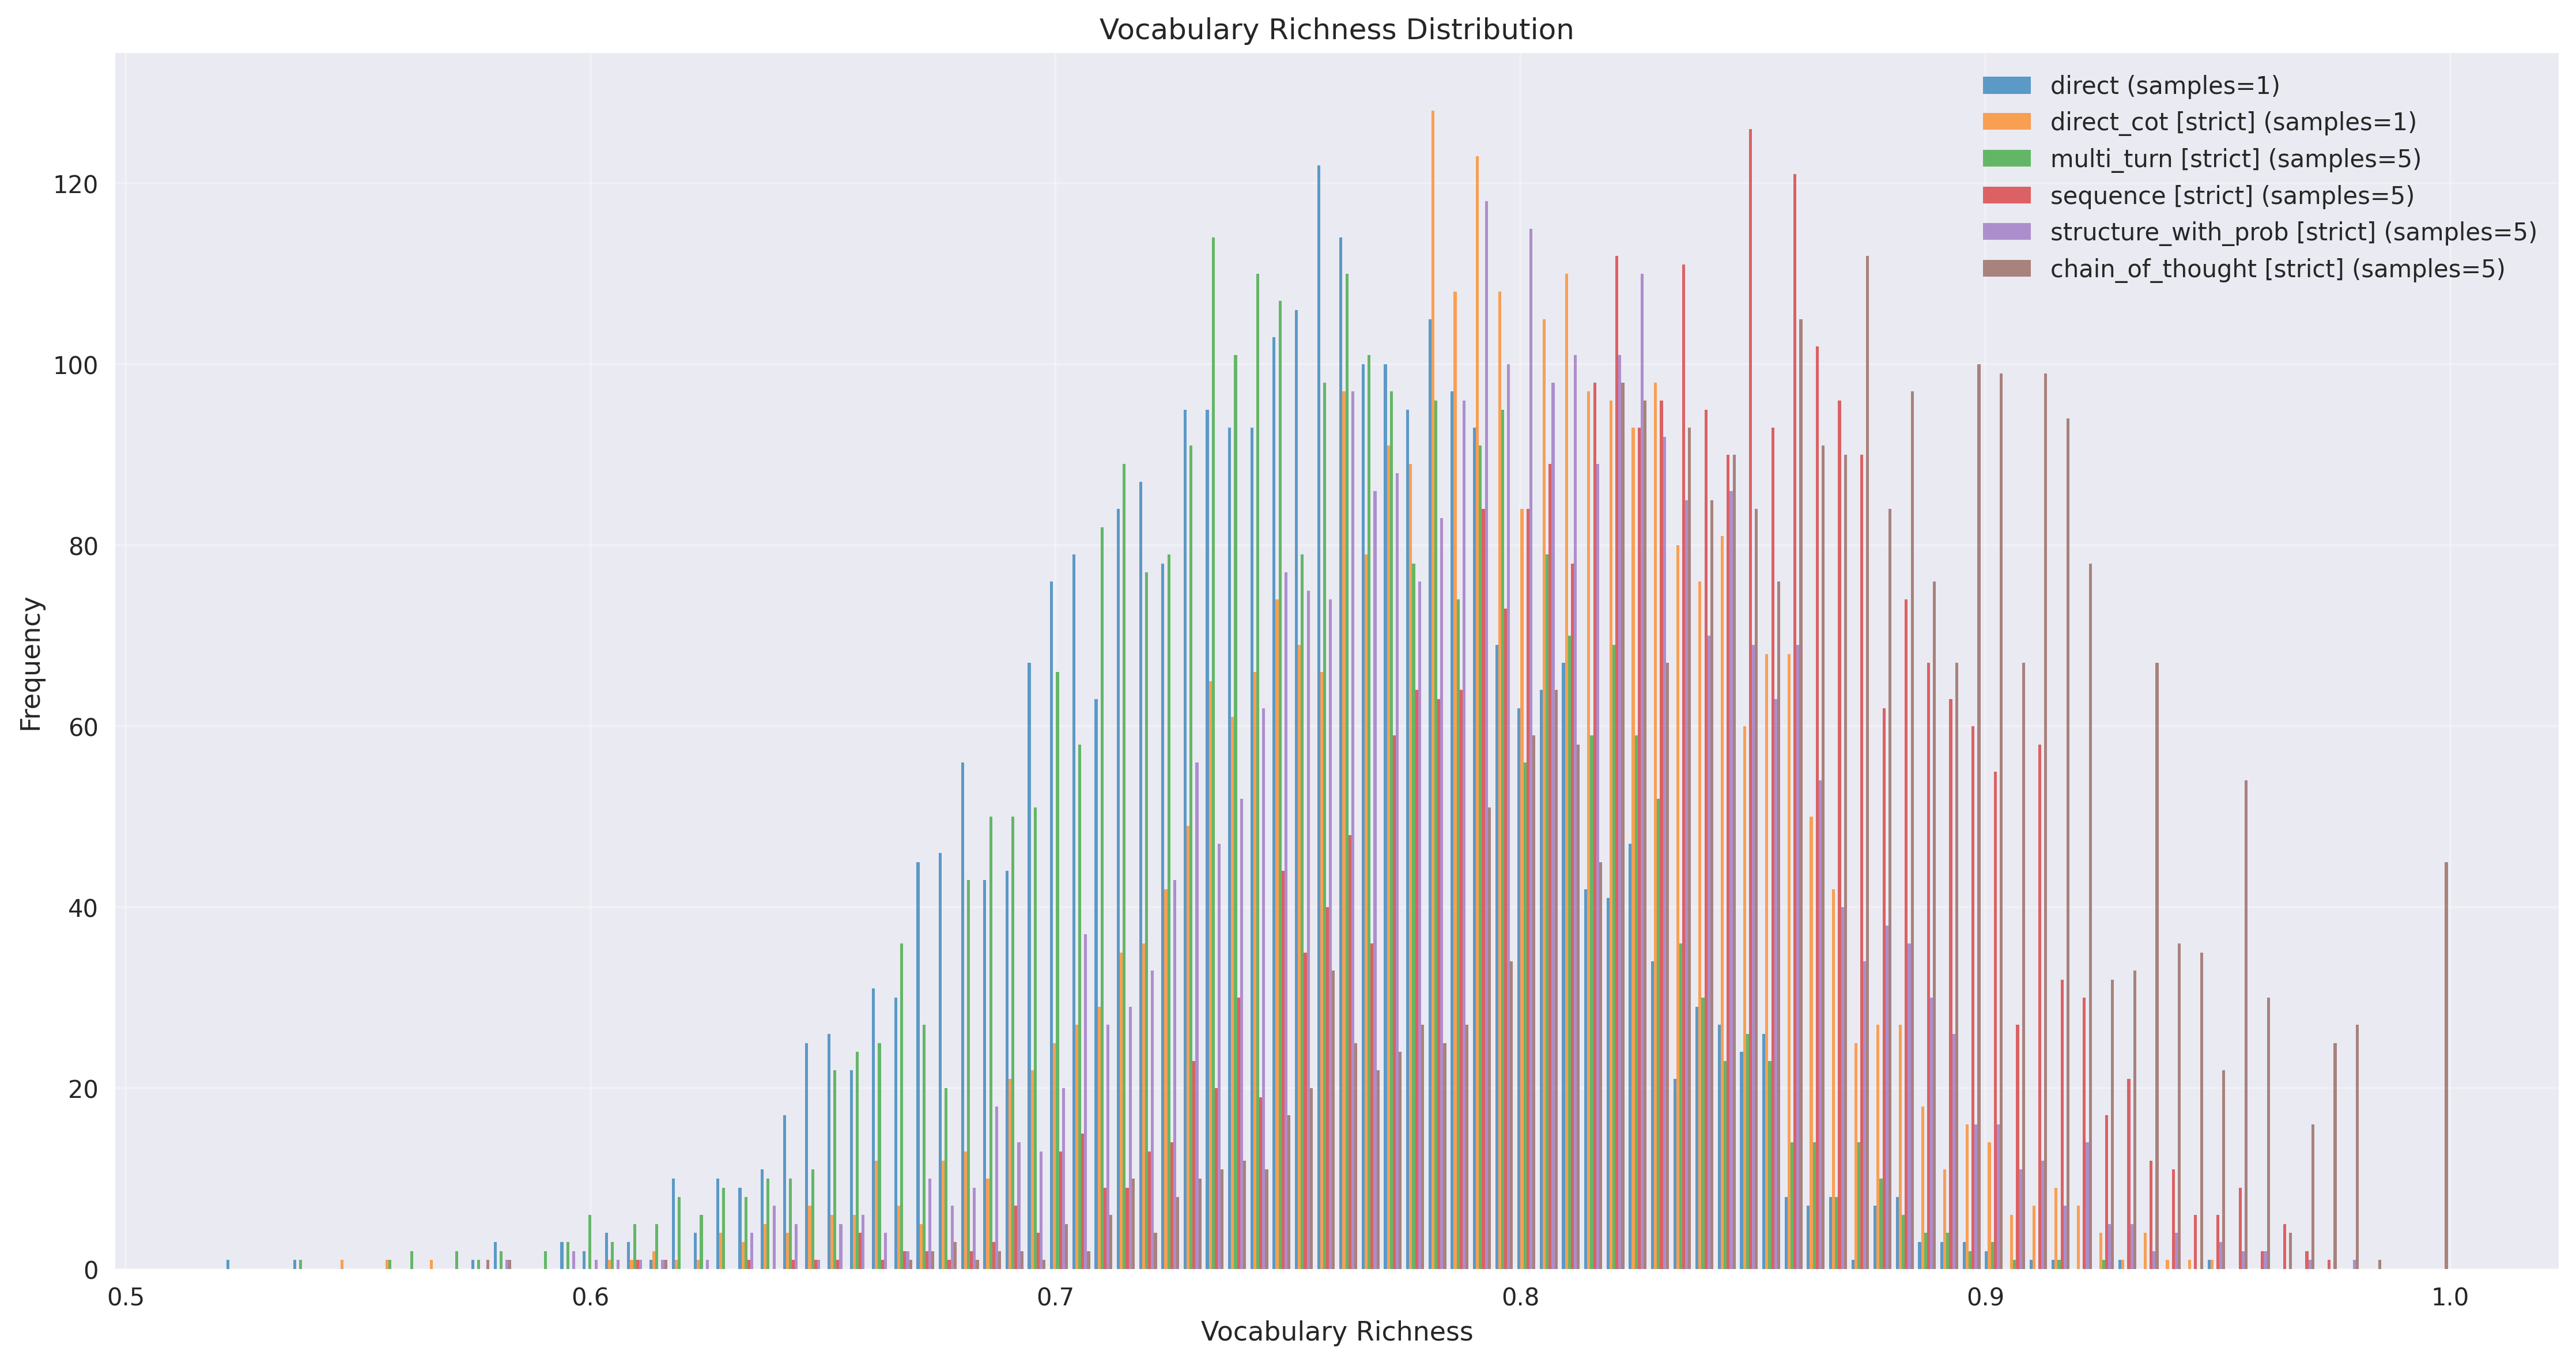 Vocabulary Richness Distribution
direct (samples=1)
direct_cot [strict] (samples=1)
multi_turn [strict] (samples=5)
sequence [strict] (samples=5)
structure_with_prob [strict] (samples=5)
chain_of_thought [strict] (samples=5)
Frequency
120
100
80
60
40
20
0
0.5 0.6 0.7 0.8 0.9 1.0
Vocabulary Richness